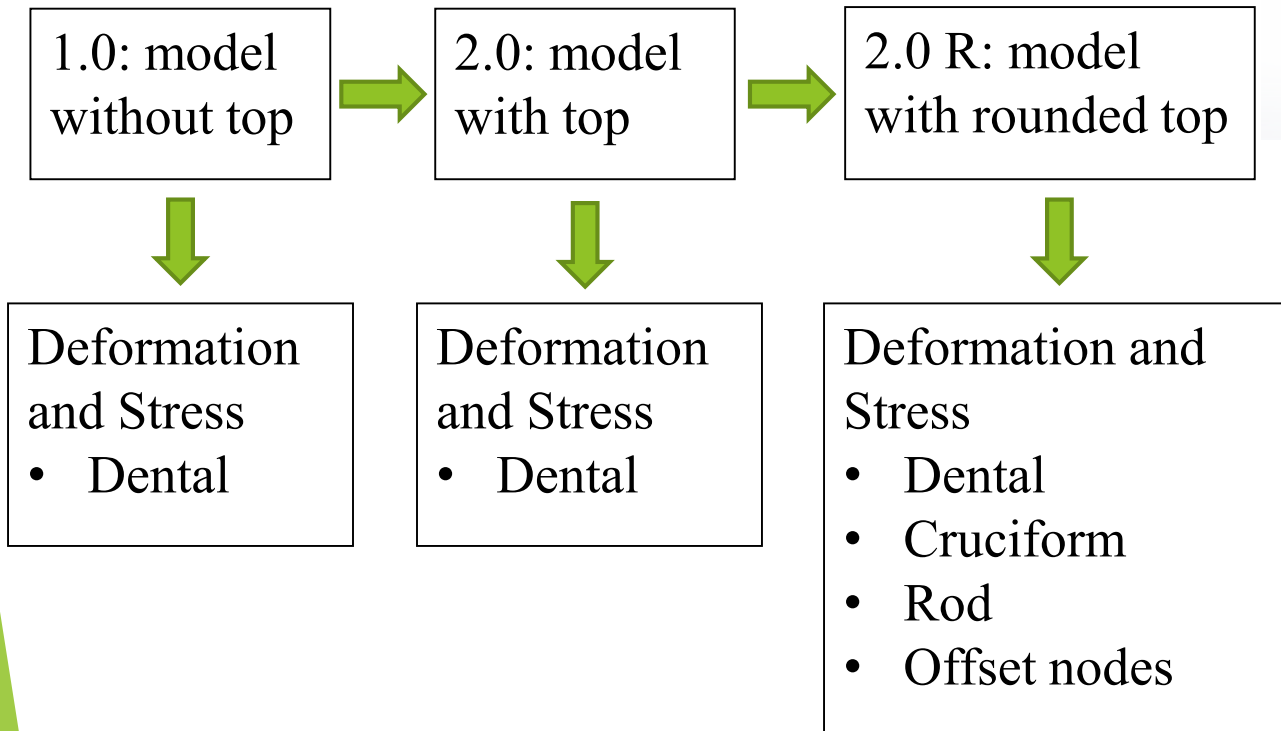 1.0: model
without top
2.0: model
with top
2.0 R: model
with rounded top
Deformation
and Stress
• Dental
Deformation
and Stress
• Dental
Deformation and
Stress
• Dental
• Cruciform
• Rod
• Offset nodes